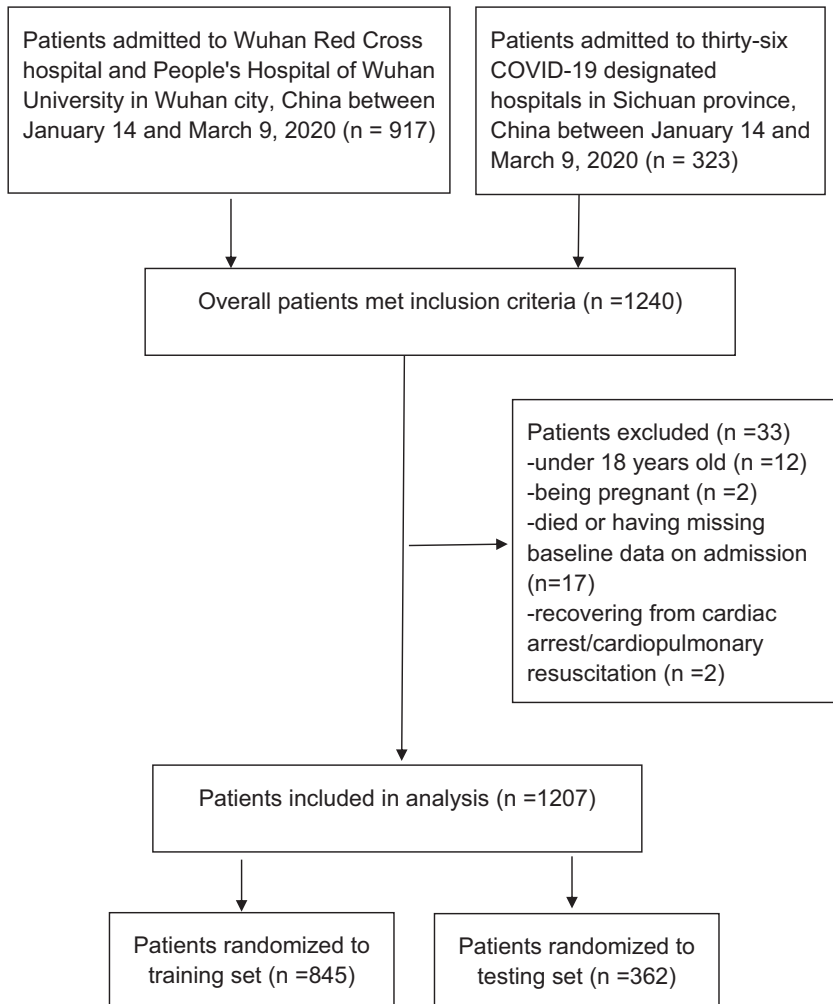 Patients admitted to Wuhan Red Cross
hospital and People's Hospital of Wuhan
University in Wuhan city, China between
January 14 and March 9, 2020 (n = 917)
Patients admitted to thirty-six
COVID-19 designated
hospitals in Sichuan province,
China between January 14 and
March 9, 2020 (n = 323)
Overall patients met inclusion criteria (n =1240)
Patients excluded (n =33)
-under 18 years old (n =12)
-being pregnant (n =2)
-died or having missing
baseline data on admission
(n=17)
-recovering from cardiac
arrest/cardiopulmonary
resuscitation (n =2)
Patients included in analysis (n =1207)
Patients randomized to
training set (n =845)
Patients randomized to
testing set (n =362)